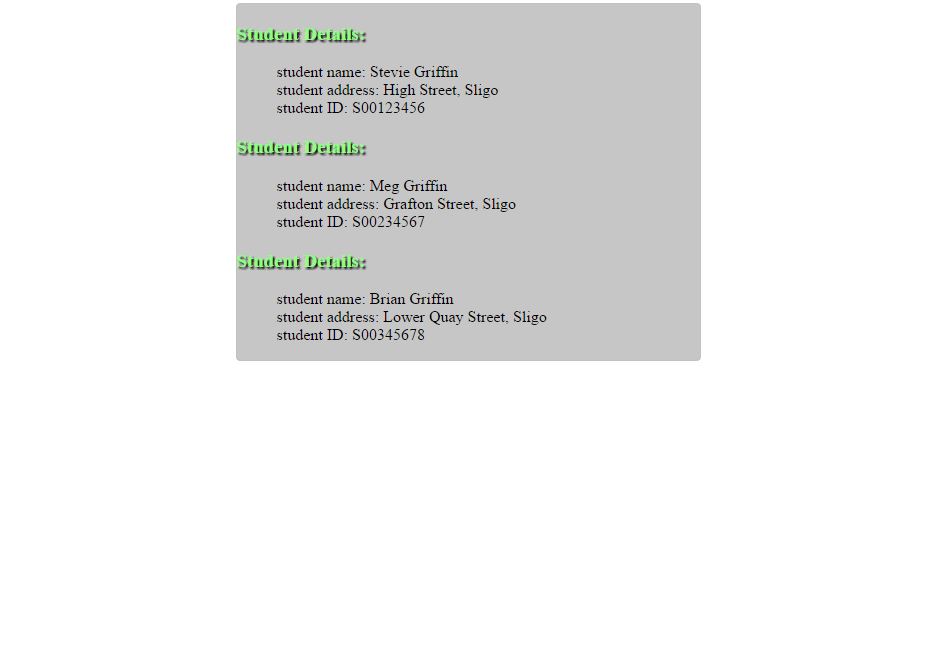 Student Details:
student name: Stevie Griffin
student address: High Street, Sligo
student ID: S00123456
Student Details:
student name: Meg Griffin
student address: Grafton Street, Sligo
student ID: S00234567
Student Details:
student name: Brian Griffin
student address: Lower Quay Street, Sligo
student ID: S00345678